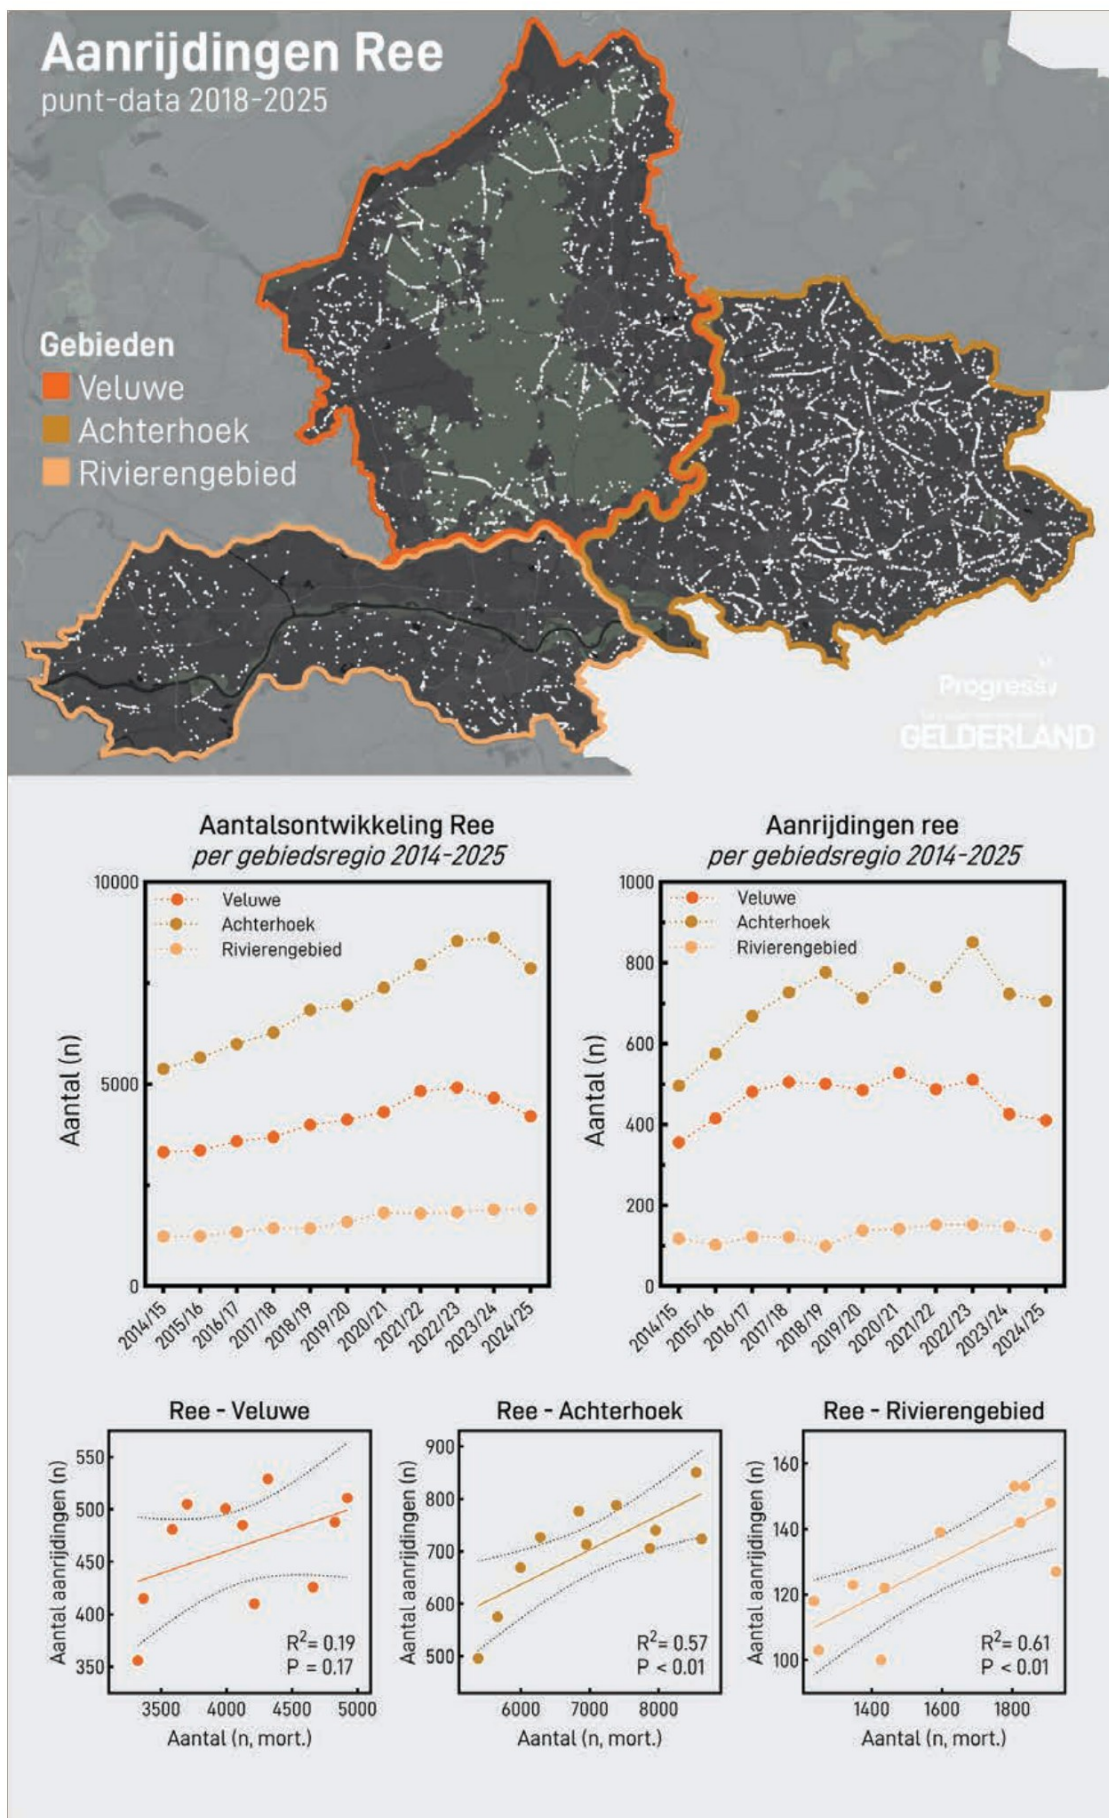 Aanrijdingen Ree
punt-data 2018-2025
Gebieden
Veluwe
Achterhoek
Rivierengebied
GELDERLAND
Aantalsontwikkeling Ree
per gebiedsregio 2014-2025
10000
5000
0
Aantal (n)
Veluwe
Achterhoek
Rivierengebied
2014/15
2015/16
2016/17
2017/18
2018/19
2019/20
2020/21
2021/22
2022/23
2023/24
2024/25
Aanrijdingen ree
per gebiedsregio 2014-2025
1000
800
600
400
200
0
Aantal (n)
Veluwe
Achterhoek
Rivierengebied
2014/15
2015/16
2016/17
2017/18
2018/19
2019/20
2020/21
2021/22
2022/23
2023/24
2024/25
Ree - Veluwe
Aantal aanrijdingen (n)
550
500
450
400
350
R²= 0.19
P = 0.17
3500 4000 4500 5000
Aantal (n, mort.)
Ree - Achterhoek
Aantal aanrijdingen (n)
900
800
700
600
500
R²= 0.57
P < 0.01
6000 7000 8000
Aantal (n, mort.)
Ree - Rivierengebied
Aantal aanrijdingen (n)
160
140
120
100
R²= 0.61
P < 0.01
1400 1600 1800
Aantal (n, mort.)